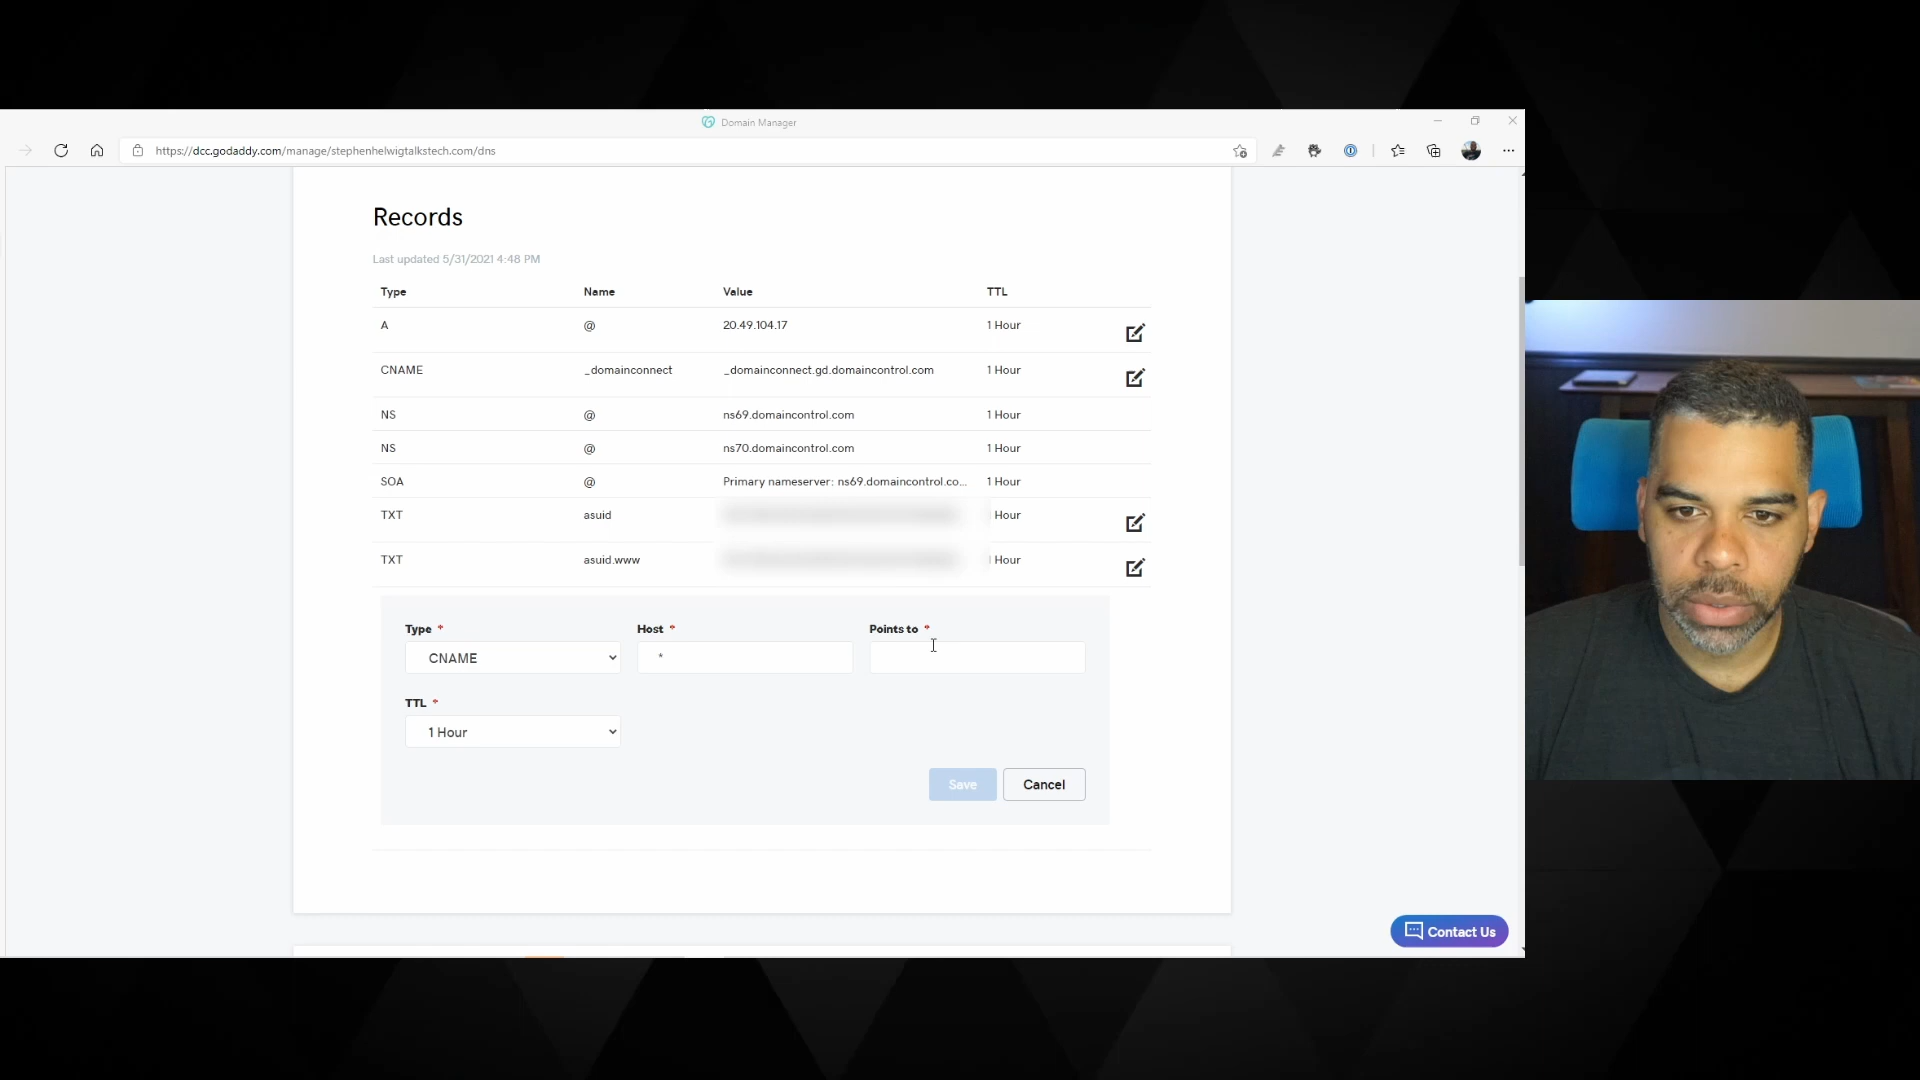 Domain Manager
https://dcc.godaddy.com/manage/stephenhelwigtalkstech.com/dns
Records
Last updated 5/31/2021 4:48 PM
Type Name Value TTL
A @ 20.49.104.17 1 Hour
CNAME _domainconnect _domainconnect.gd.domaincontrol.com 1 Hour
NS @ ns69.domaincontrol.com 1 Hour
NS @ ns70.domaincontrol.com 1 Hour
SOA @ Primary nameserver: ns69.domaincontrol.co... 1 Hour
TXT asuid Hour
TXT asuid.www Hour
Type * Host * Points to *
CNAME *
TTL *
1 Hour
Save Cancel
Contact Us